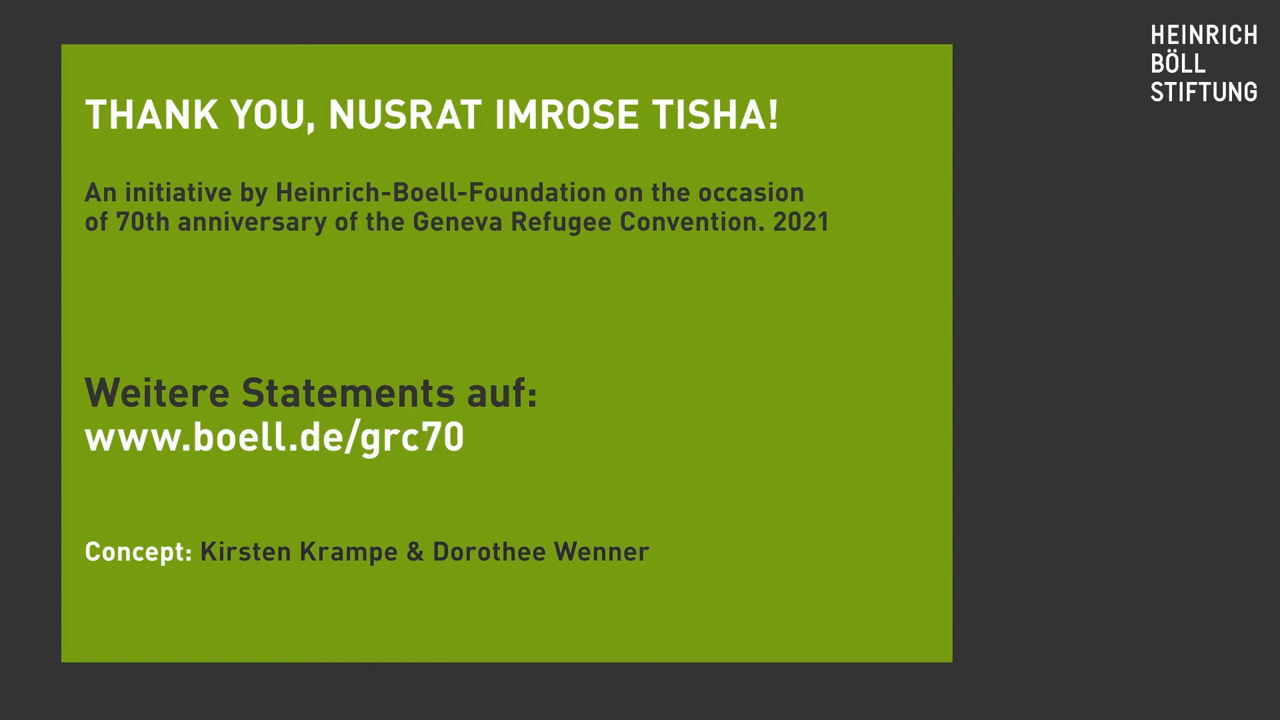 HEINRICH
BÖLL
STIFTUNG
THANK YOU, NUSRAT IMROSE TISHA!
An initiative by Heinrich-Boell-Foundation on the occasion
of 70th anniversary of the Geneva Refugee Convention. 2021
Weitere Statements auf:
www.boell.de/grc70
Concept: Kirsten Krampe & Dorothee Wenner